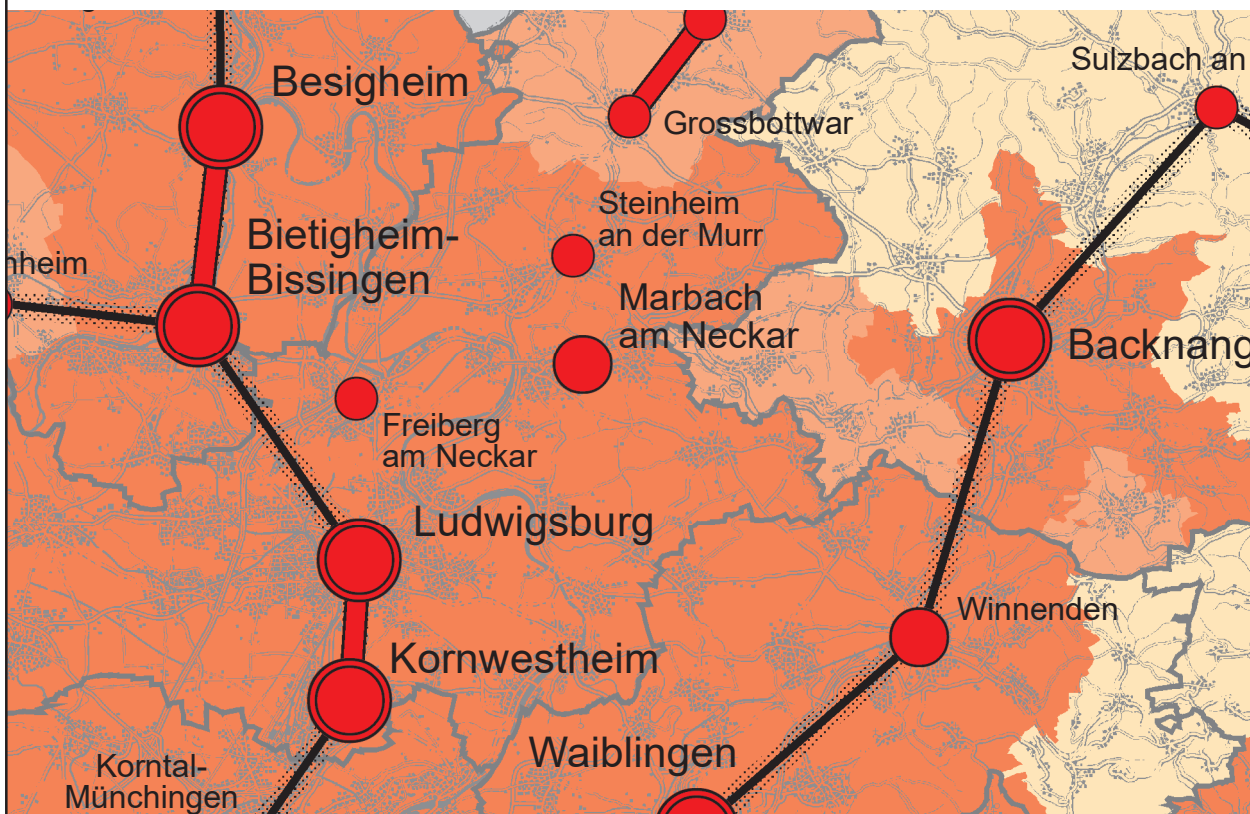 Sulzbach an
Besigheim
Grossbottwar
Steinheim
an der Murr
Bietigheim-
Bissingen
nheim
Marbach
am Neckar
Backnang
Freiberg
am Neckar
Ludwigsburg
Winnenden
Kornwestheim
Waiblingen
Korntal-
Münchingen